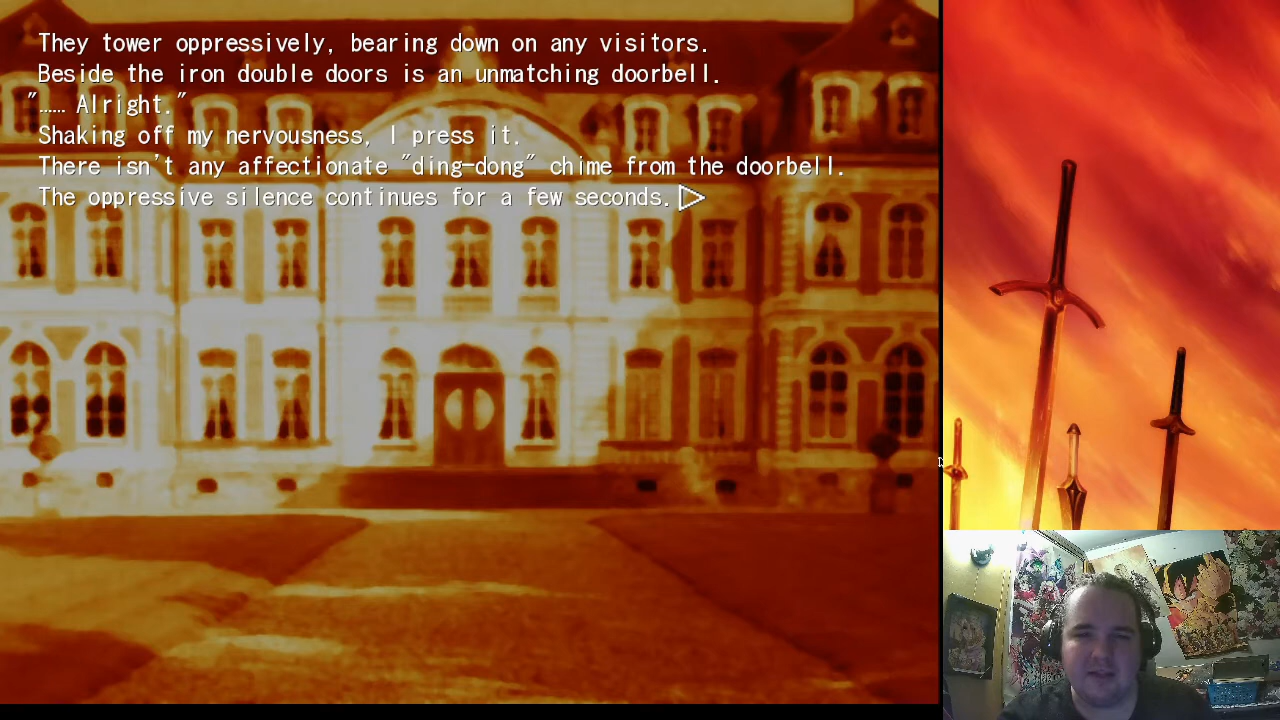 They tower oppressively, bearing down on any visitors.
Beside the iron double doors is an unmatching doorbell.
"…… Alright."
Shaking off my nervousness, I press it.
There isn't any affectionate "ding-dong" chime from the doorbell.
The oppressive silence continues for a few seconds.